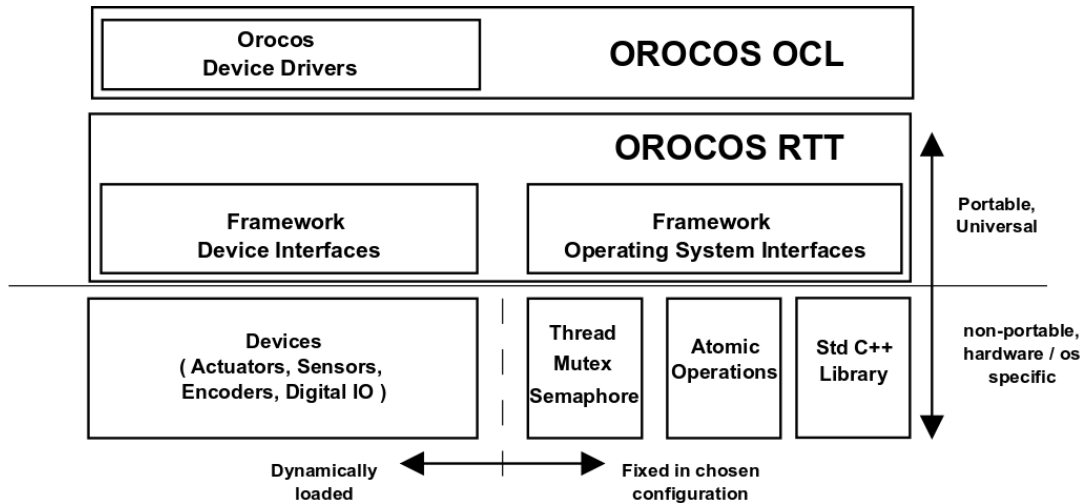 Orocos
Device Drivers
OROCOS OCL
OROCOS RTT
Framework
Device Interfaces
Framework
Operating System Interfaces
Portable,
Universal
Devices
( Actuators, Sensors,
Encoders, Digital IO )
Thread
Mutex
Semaphore
Atomic
Operations
Std C++
Library
non-portable,
hardware / os
specific
Dynamically
loaded
Fixed in chosen
configuration